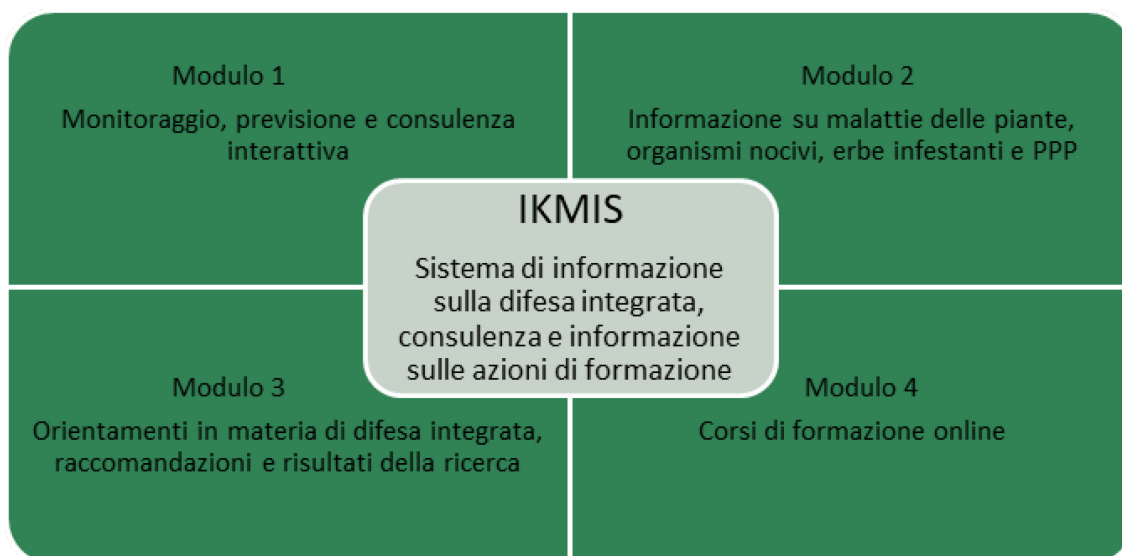 Modulo 1
Monitoraggio, previsione e consulenza
interattiva
Modulo 2
Informazione su malattie delle piante,
organismi nocivi, erbe infestanti e PPP
IKMIS
Sistema di informazione
sulla difesa integrata,
consulenza e informazione
sulle azioni di formazione
Modulo 3
Orientamenti in materia di difesa integrata,
raccomandazioni e risultati della ricerca
Modulo 4
Corsi di formazione online